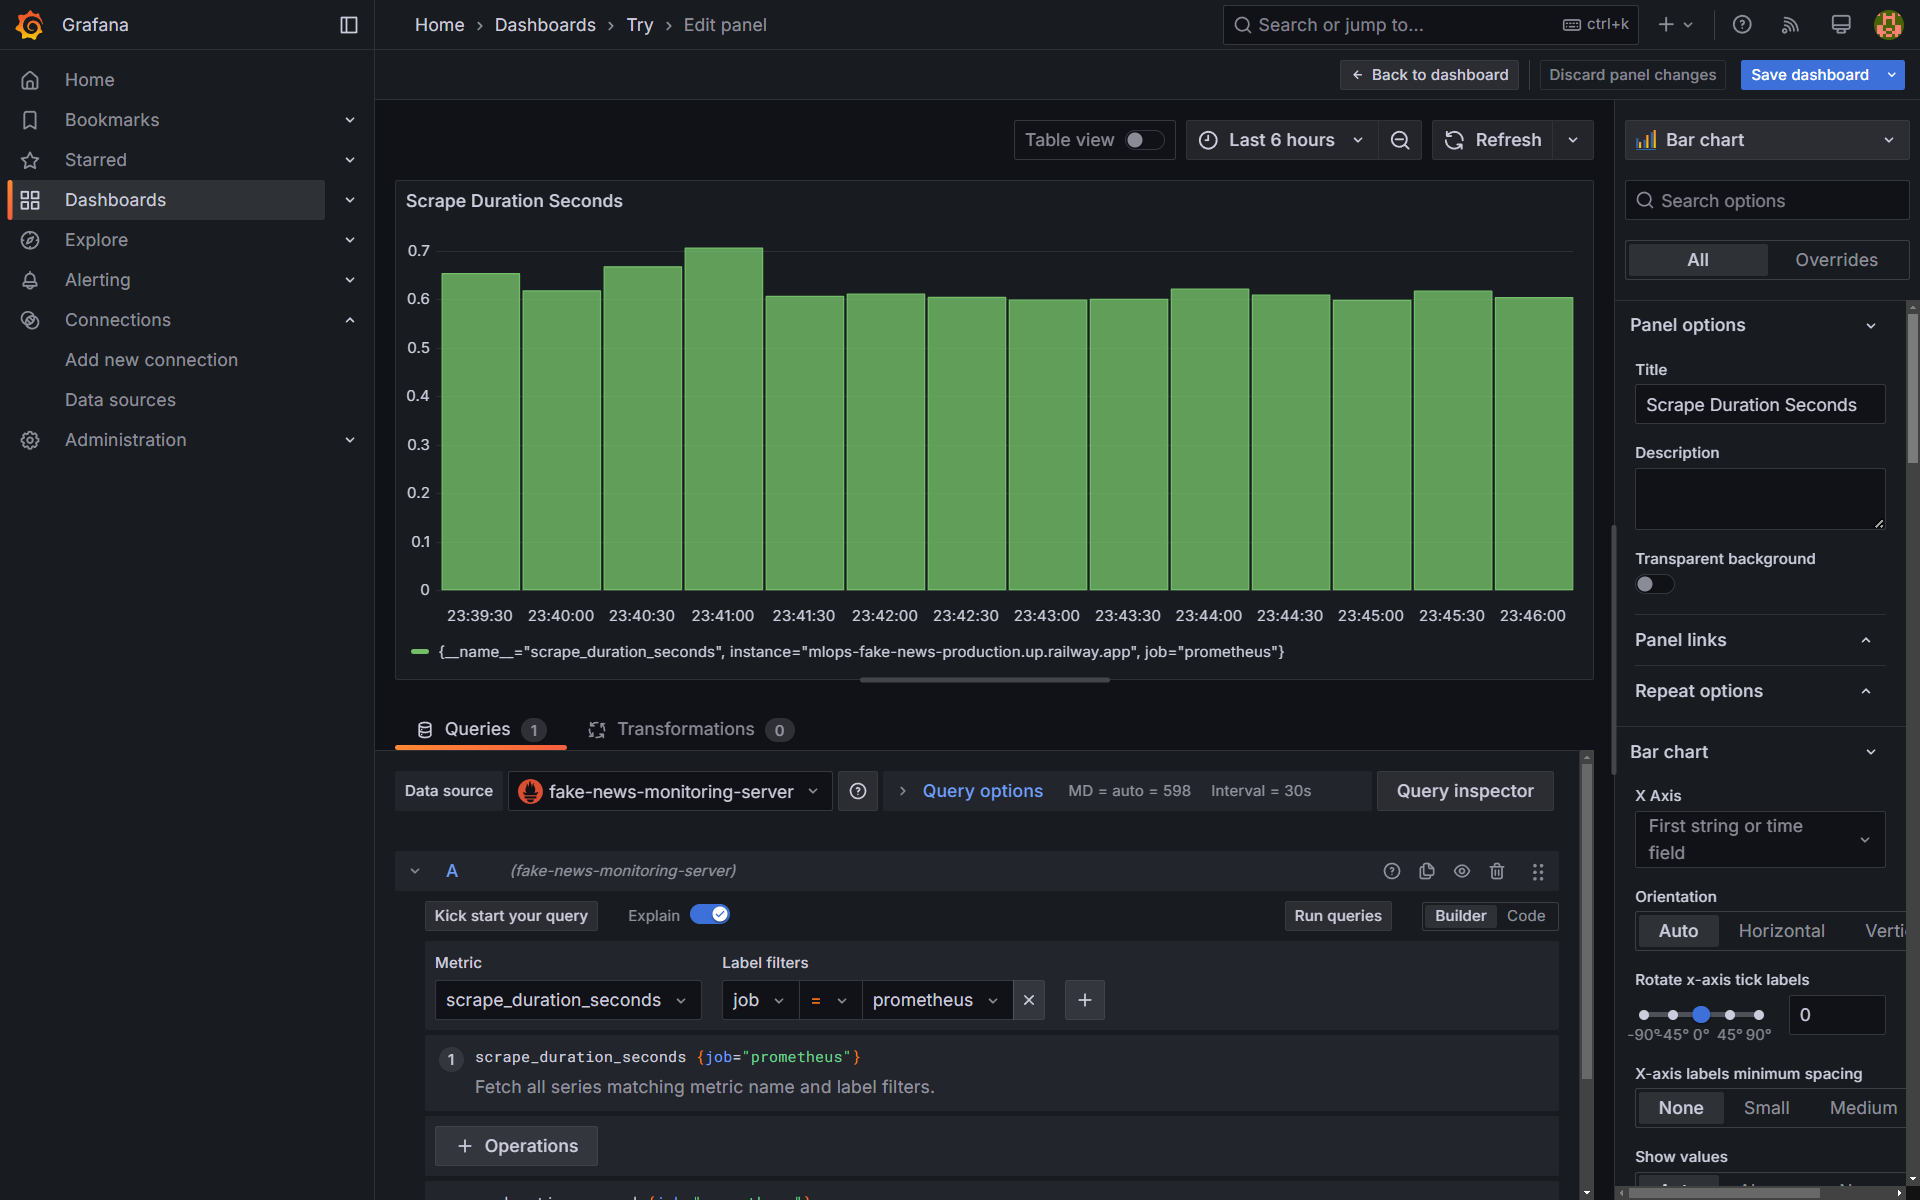 Grafana
Home
Dashboards
Try
Edit panel
Search or jump to...
ctrl+k
Back to dashboard
Discard panel changes
Save dashboard
Home
Bookmarks
Starred
Dashboards
Explore
Alerting
Connections
Add new connection
Data sources
Administration
Table view
Last 6 hours
Refresh
Scrape Duration Seconds
0.7
0.6
0.5
0.4
0.3
0.2
0.1
0
23:39:30 23:40:00 23:40:30 23:41:00 23:41:30 23:42:00 23:42:30 23:43:00 23:43:30 23:44:00 23:44:30 23:45:00 23:45:30 23:46:00
{__name__="scrape_duration_seconds", instance="mlops-fake-news-production.up.railway.app", job="prometheus"}
Queries 1
Transformations 0
Data source
fake-news-monitoring-server
Query options
MD = auto = 598
Interval = 30s
Query inspector
A
(fake-news-monitoring-server)
Kick start your query
Explain
Run queries
Builder
Code
Metric
Label filters
scrape_duration_seconds
job
=
prometheus
1
scrape_duration_seconds {job="prometheus"}
Fetch all series matching metric name and label filters.
+ Operations
Bar chart
Search options
All
Overrides
Panel options
Title
Scrape Duration Seconds
Description
Transparent background
Panel links
Repeat options
Bar chart
X Axis
First string or time
field
Orientation
Auto
Horizontal
Verti
Rotate x-axis tick labels
0
-90° -45° 0° 45° 90°
X-axis labels minimum spacing
None
Small
Medium
Show values